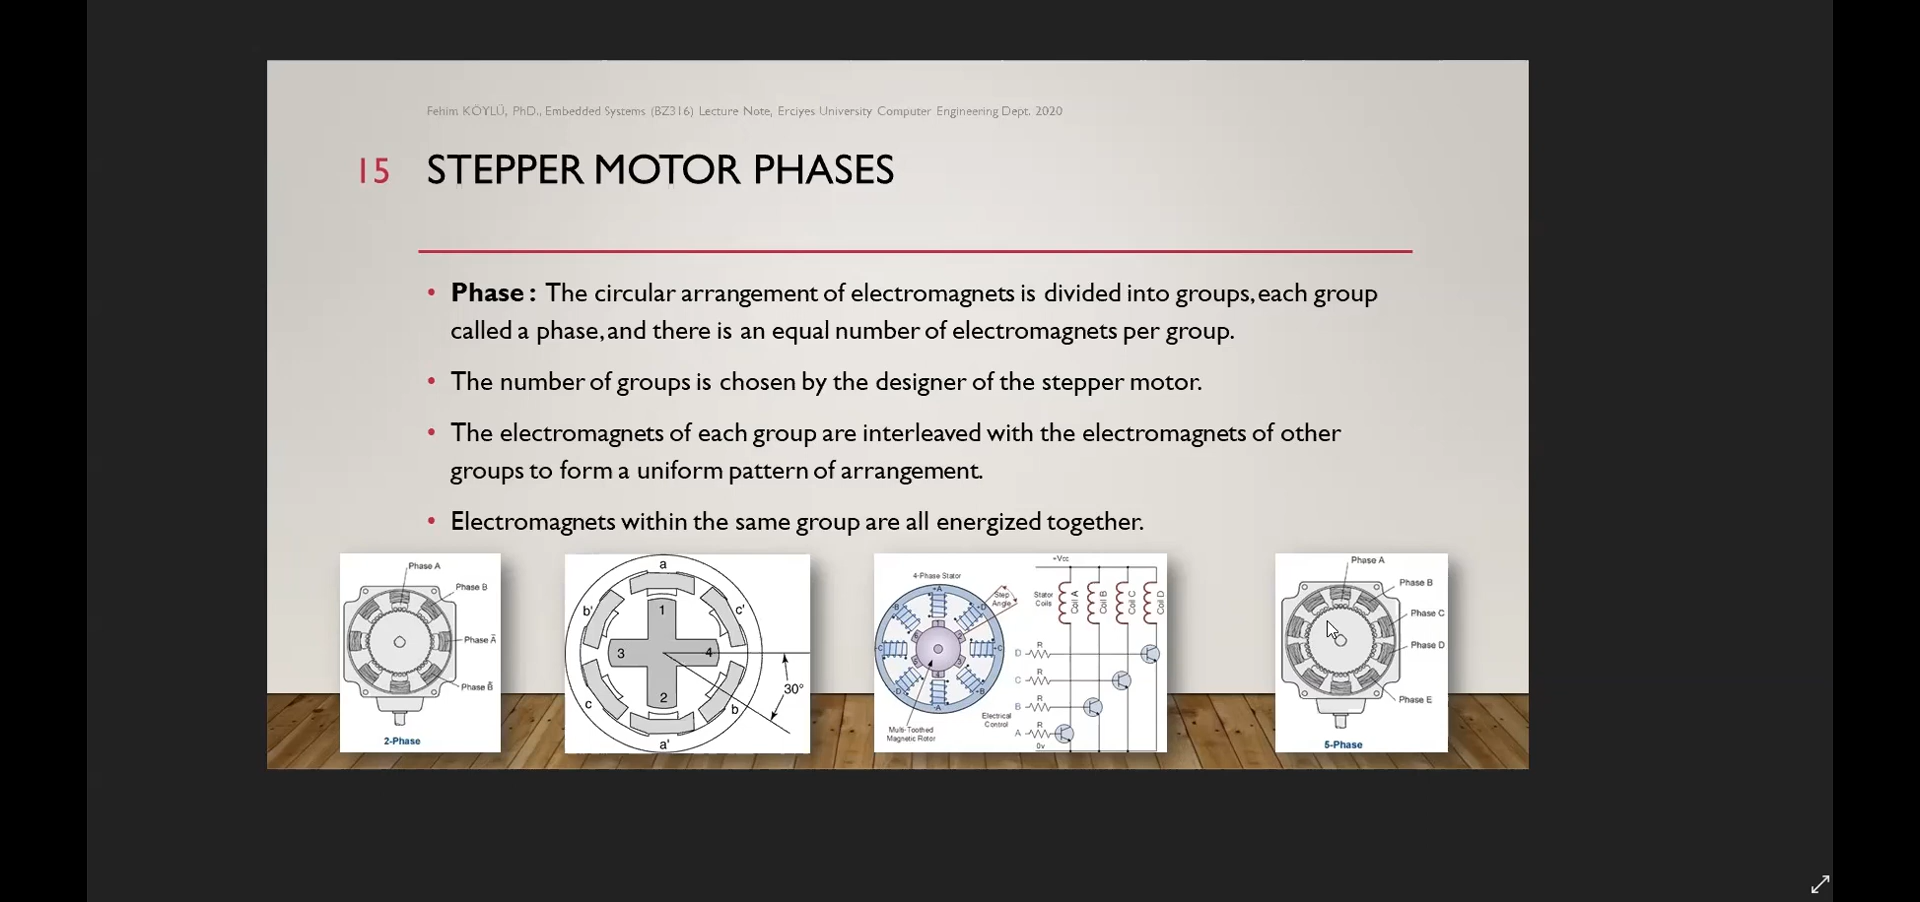 Fehim KÖYLÜ, PhD., Embedded Systems (BZ316) Lecture Note, Erciyes University Computer Engineering Dept. 2020
15 STEPPER MOTOR PHASES
• Phase : The circular arrangement of electromagnets is divided into groups, each group
called a phase, and there is an equal number of electromagnets per group.
• The number of groups is chosen by the designer of the stepper motor.
• The electromagnets of each group are interleaved with the electromagnets of other
groups to form a uniform pattern of arrangement.
• Electromagnets within the same group are all energized together.
Phase A
Phase B
Phase A̅
Phase B̅
2-Phase
a
b' c'
1
3 4
2
30°
c b
a'
4-Phase Stator
Step
Angle
+A
-B +D
-C +C
-D +B
-A
Multi-Toothed
Magnetic Rotor
Electrical
Control
+Vcc
Stator
Coils
Coil A
Coil B
Coil C
Coil D
R
D
R
C
R
B
R
A
0v
Phase A
Phase B
Phase C
Phase D
Phase E
5-Phase